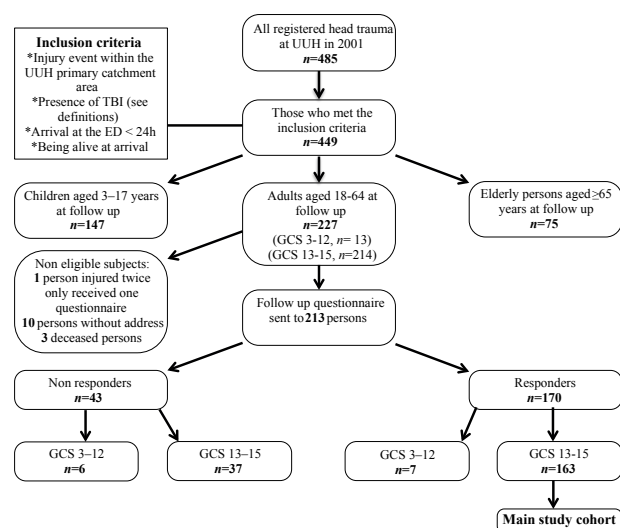 All registered head trauma
at UUH in 2001
n=485
Inclusion criteria
*Injury event within the
UUH primary catchment
area
*Presence of TBI (see
definitions)
*Arrival at the ED < 24h
*Being alive at arrival
Those who met the
inclusion criteria
n=449
Children aged 3–17 years
at follow up
n=147
Adults aged 18-64 at
follow up
n=227
(GCS 3-12, n= 13)
(GCS 13-15, n=214)
Elderly persons aged ≥65
years at follow up
n=75
Non eligible subjects:
1 person injured twice
only received one
questionnaire
10 persons without address
3 deceased persons
Follow up questionnaire
sent to 213 persons
Non responders
n=43
Responders
n=170
GCS 3–12
n=6
GCS 13–15
n=37
GCS 3–12
n=7
GCS 13-15
n=163
Main study cohort